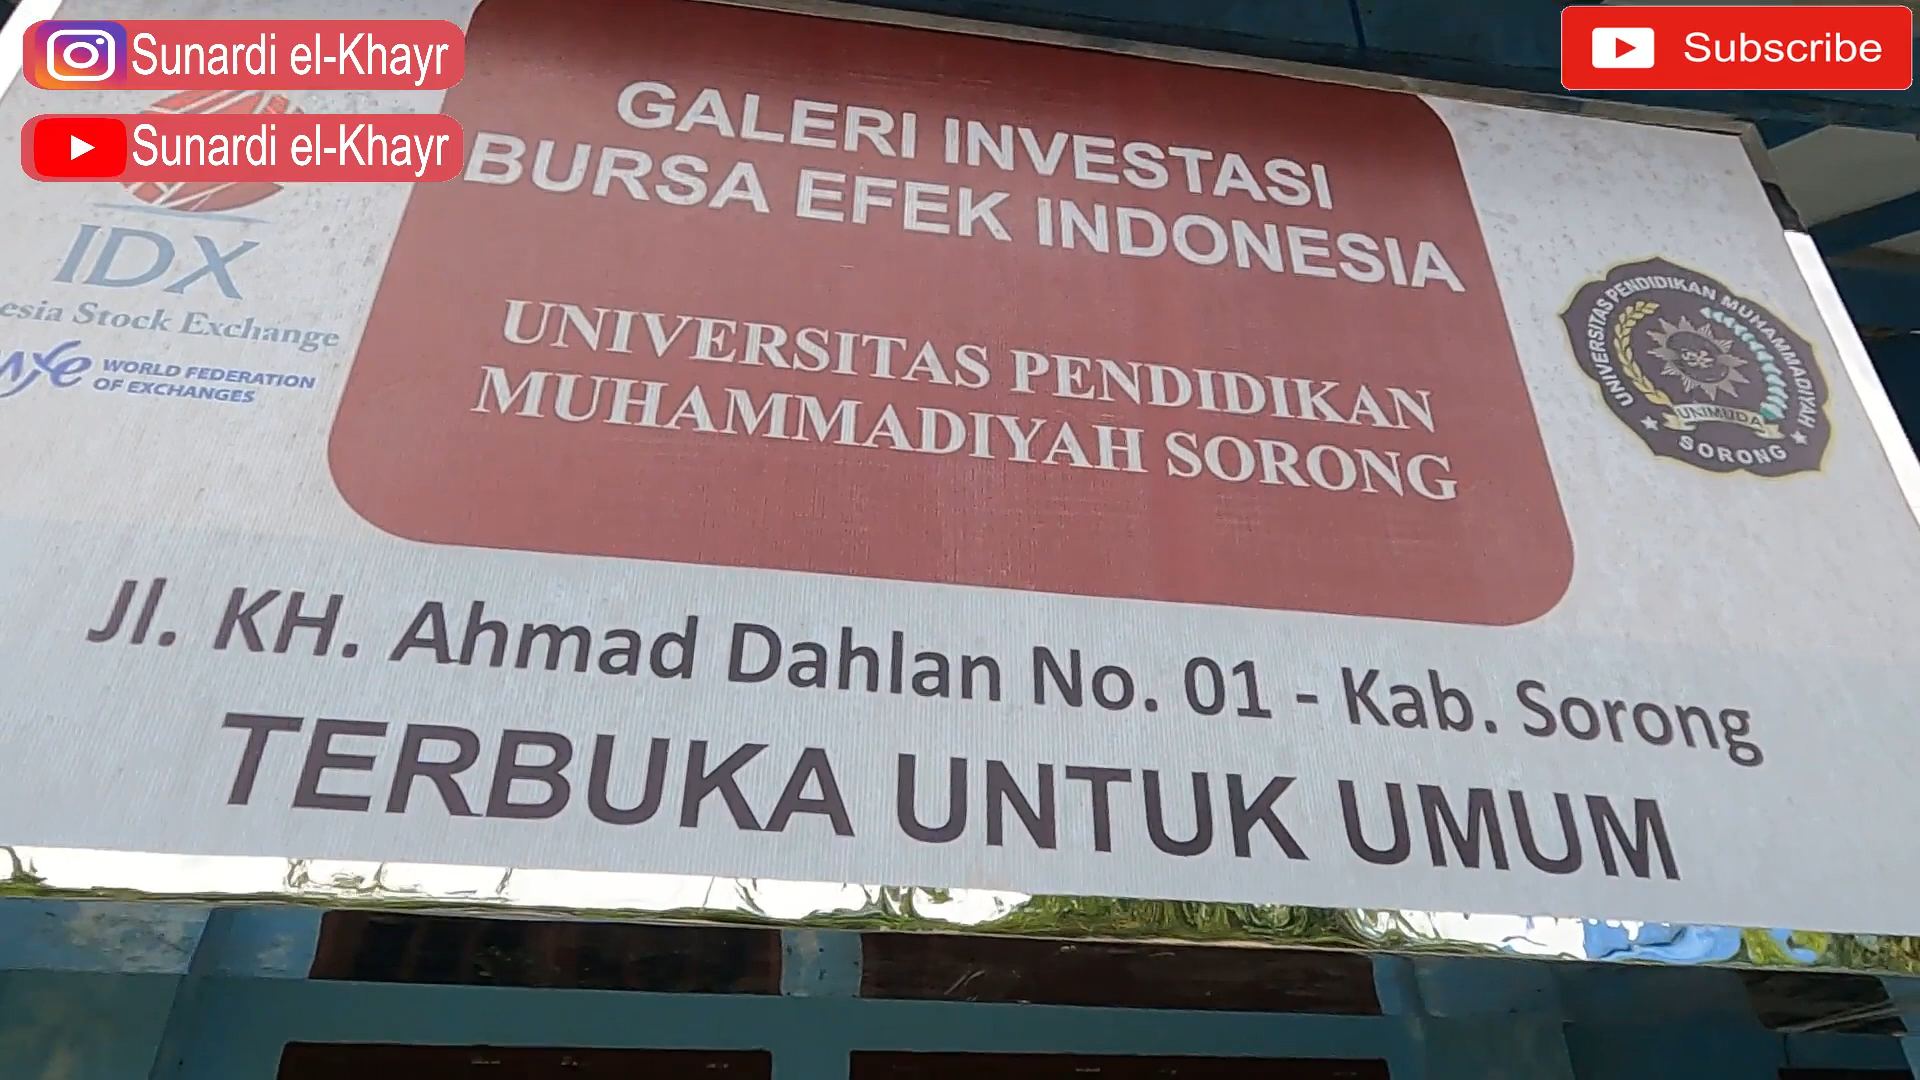 Sunardi el-Khayr
Subscribe
Sunardi el-Khayr
GALERI INVESTASI
BURSA EFEK INDONESIA
IDX
esia Stock Exchange
WORLD FEDERATION
OF EXCHANGES
UNIVERSITAS PENDIDIKAN
MUHAMMADIYAH SORONG
UNIVERSITAS PENDIDIKAN MUHAMMADIYAH
UNIMUDA
SORONG
Jl. KH. Ahmad Dahlan No. 01 - Kab. Sorong
TERBUKA UNTUK UMUM